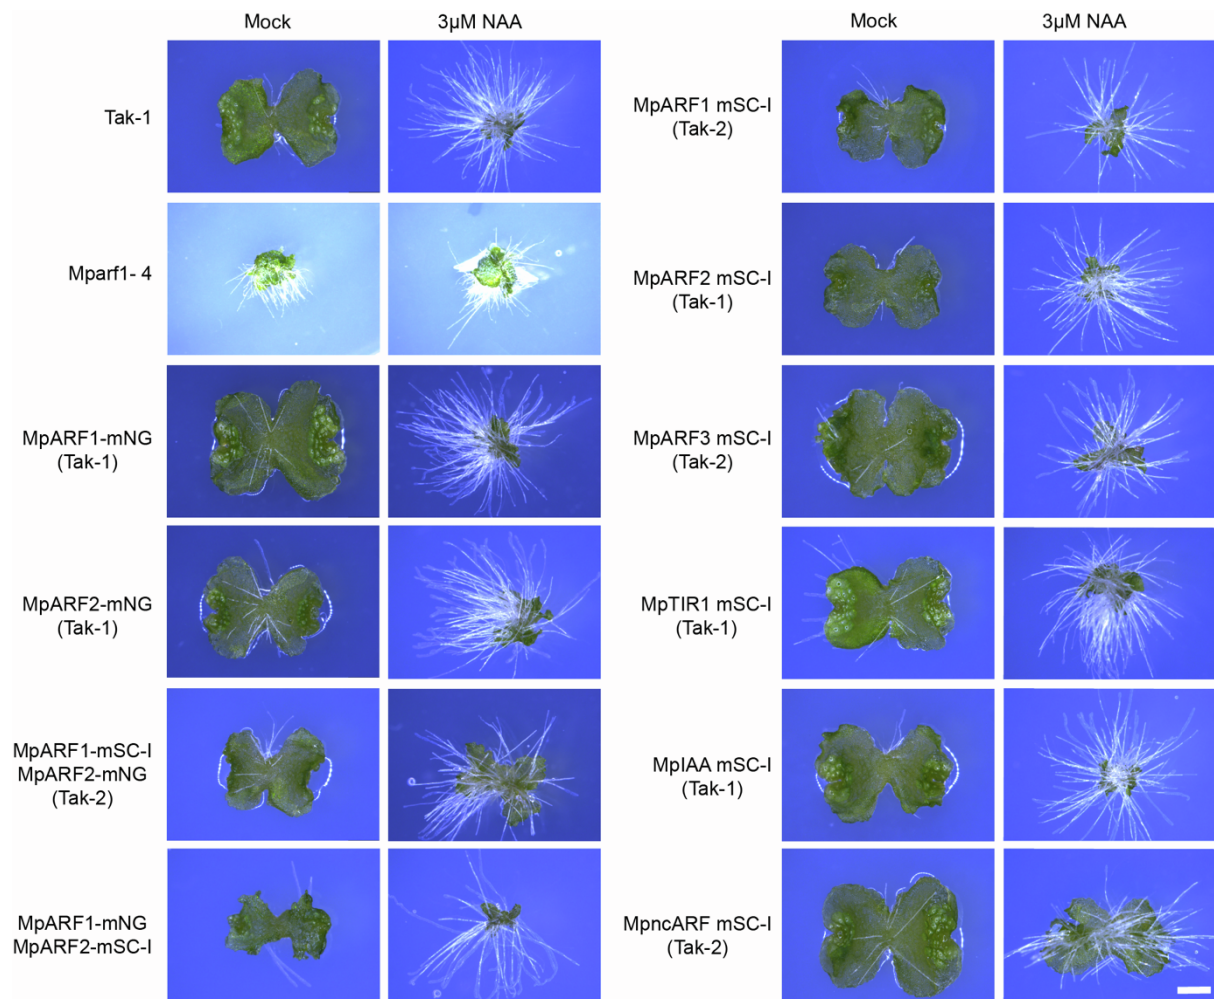 Mock
3µM NAA
Tak-1
Mparf1- 4
MpARF1-mNG
(Tak-1)
MpARF2-mNG
(Tak-1)
MpARF1-mSC-I
MpARF2-mNG
(Tak-2)
MpARF1-mNG
MpARF2-mSC-I
Mock
3µM NAA
MpARF1 mSC-I
(Tak-2)
MpARF2 mSC-I
(Tak-1)
MpARF3 mSC-I
(Tak-2)
MpTIR1 mSC-I
(Tak-1)
MpIAA mSC-I
(Tak-1)
MpncARF mSC-I
(Tak-2)